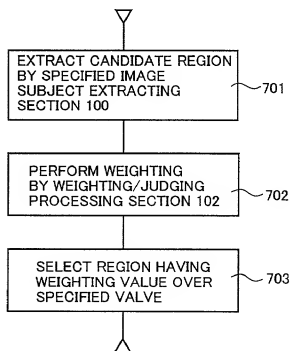 EXTRACT CANDIDATE REGION
BY SPECIFIED IMAGE
SUBJECT EXTRACTING
SECTION 100
701
PERFORM WEIGHTING
BY WEIGHTING/JUDGING
PROCESSING SECTION 102
702
SELECT REGION HAVING
WEIGHTING VALUE OVER
SPECIFIED VALVE
703